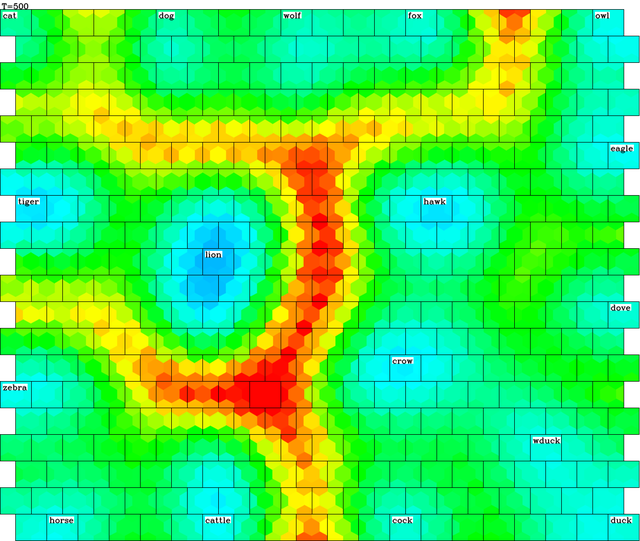 T=500
cat dog wolf fox owl
eagle
tiger hawk
lion
dove
crow
zebra
wduck
horse cattle cock duck